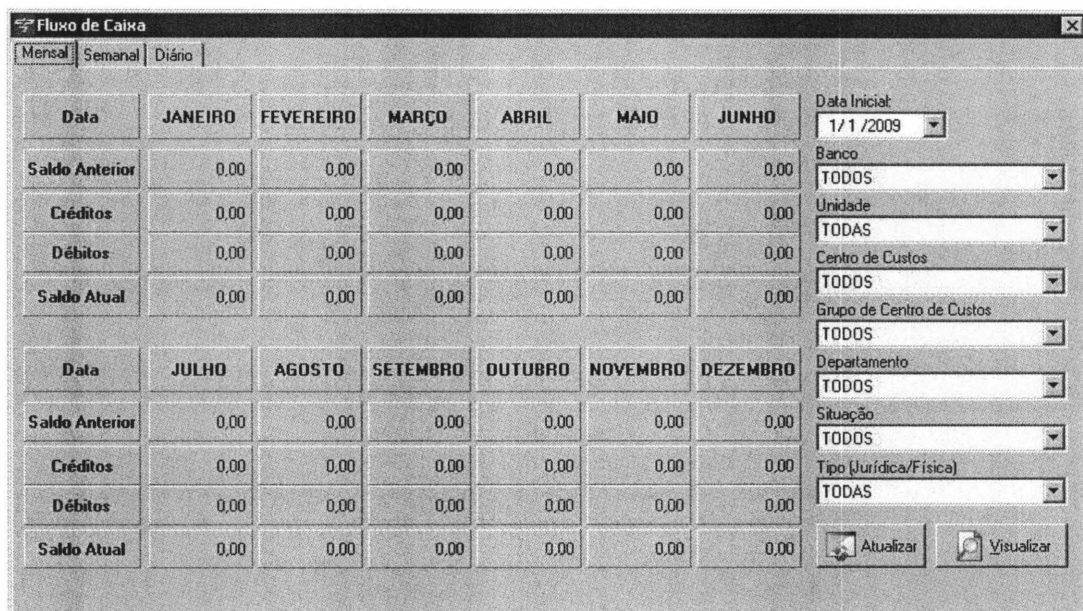 Fluxo de Caixa
Mensal Semanal Diário
Data JANEIRO FEVEREIRO MARÇO ABRIL MAIO JUNHO
Saldo Anterior 0,00 0,00 0,00 0,00 0,00 0,00
Créditos 0,00 0,00 0,00 0,00 0,00 0,00
Débitos 0,00 0,00 0,00 0,00 0,00 0,00
Saldo Atual 0,00 0,00 0,00 0,00 0,00 0,00
Data JULHO AGOSTO SETEMBRO OUTUBRO NOVEMBRO DEZEMBRO
Saldo Anterior 0,00 0,00 0,00 0,00 0,00 0,00
Créditos 0,00 0,00 0,00 0,00 0,00 0,00
Débitos 0,00 0,00 0,00 0,00 0,00 0,00
Saldo Atual 0,00 0,00 0,00 0,00 0,00 0,00
Data Inicial:
1/ 1 /2009
Banco
TODOS
Unidade
TODAS
Centro de Custos
TODOS
Grupo de Centro de Custos
TODOS
Departamento
TODOS
Situação
TODOS
Tipo (Jurídica/Física)
TODAS
Atualizar Visualizar